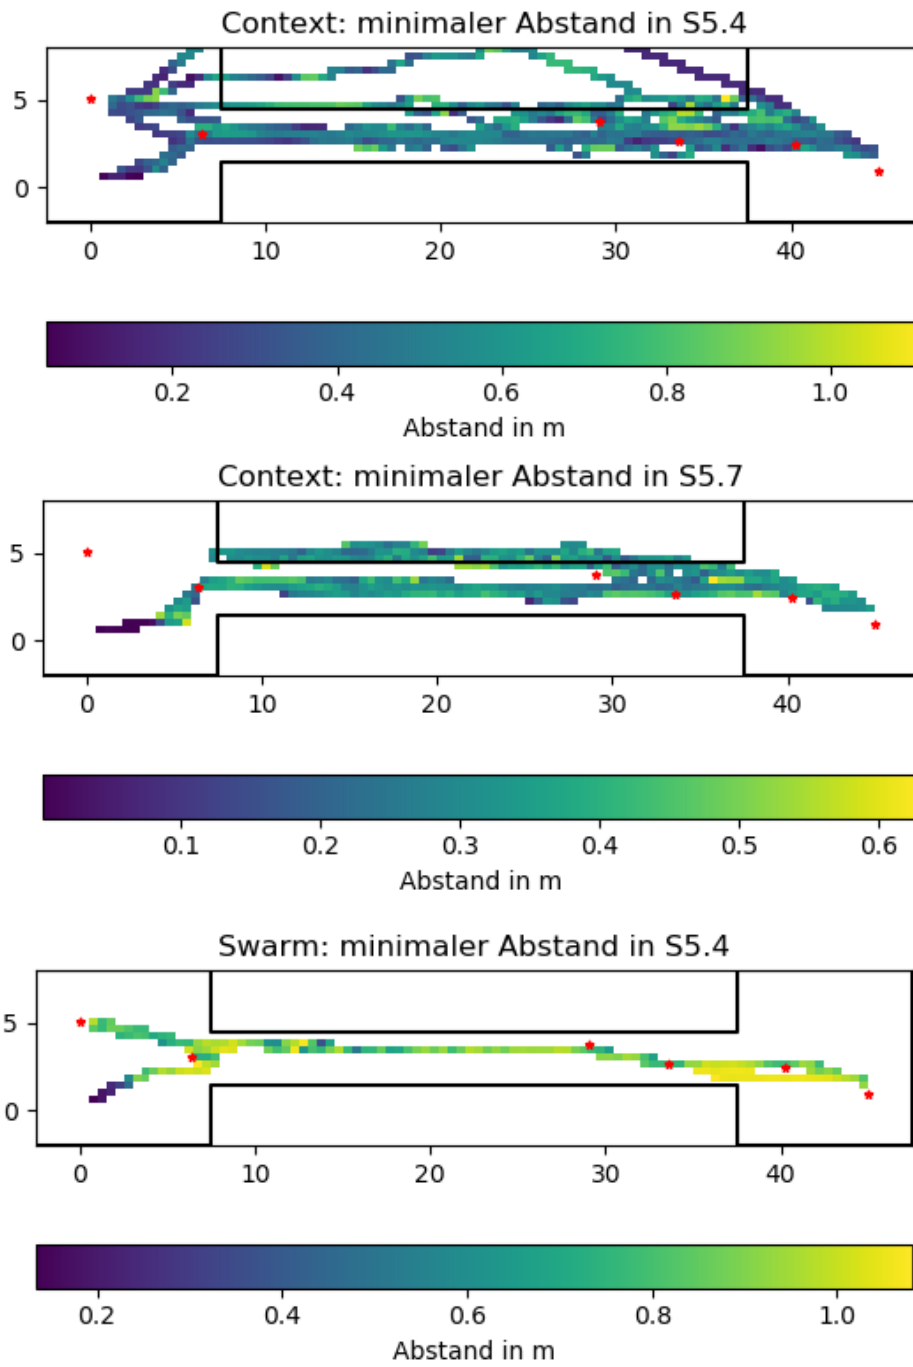 Context: minimaler Abstand in S5.4
5
0
0 10 20 30 40
0.2 0.4 0.6 0.8 1.0
Abstand in m
Context: minimaler Abstand in S5.7
5
0
0 10 20 30 40
0.1 0.2 0.3 0.4 0.5 0.6
Abstand in m
Swarm: minimaler Abstand in S5.4
5
0
0 10 20 30 40
0.2 0.4 0.6 0.8 1.0
Abstand in m